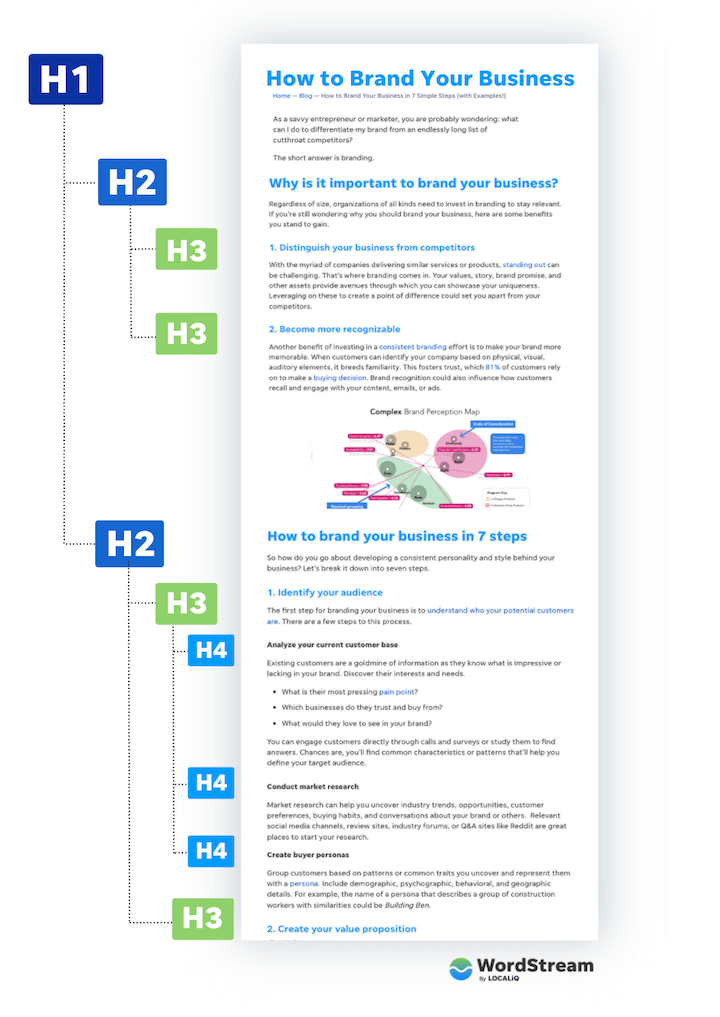 H1
How to Brand Your Business
Home — Blog — How to Brand Your Business in 7 Simple Steps (with Examples!)
As a savvy entrepreneur or marketer, you are probably wondering: what
can I do to differentiate my brand from an endlessly long list of
cutthroat competitors?
The short answer is branding.
H2
Why is it important to brand your business?
Regardless of size, organizations of all kinds need to invest in branding to stay relevant.
If you're still wondering why you should brand your business, here are some benefits
you stand to gain.
H3
1. Distinguish your business from competitors
With the myriad of companies delivering similar services or products, standing out can
be challenging. That's where branding comes in. Your values, story, brand promise, and
other assets provide avenues through which you can showcase your uniqueness.
Leveraging on these to create a point of difference could set you apart from your
competitors.
H3
2. Become more recognizable
Another benefit of investing in a consistent branding effort is to make your brand more
memorable. When customers can identify your company based on physical, visual,
auditory elements, it breeds familiarity. This fosters trust, which 81% of customers rely
on to make a buying decision. Brand recognition could also influence how customers
recall and engage with your content, emails, or ads.
Complex Brand Perception Map
Scale of Consideration
Diagram Key
H2
How to brand your business in 7 steps
So how do you go about developing a consistent personality and style behind your
business? Let's break it down into seven steps.
H3
1. Identify your audience
The first step for branding your business is to understand who your potential customers
are. There are a few steps to this process.
H4
Analyze your current customer base
Existing customers are a goldmine of information as they know what is impressive or
lacking in your brand. Discover their interests and needs.
• What is their most pressing pain point?
• Which businesses do they trust and buy from?
• What would they love to see in your brand?
You can engage customers directly through calls and surveys or study them to find
answers. Chances are, you'll find common characteristics or patterns that'll help you
define your target audience.
H4
Conduct market research
Market research can help you uncover industry trends, opportunities, customer
preferences, buying habits, and conversations about your brand or others. Relevant
social media channels, review sites, industry forums, or Q&A sites like Reddit are great
places to start your research.
H4
Create buyer personas
Group customers based on patterns or common traits you uncover and represent them
with a persona. Include demographic, psychographic, behavioral, and geographic
details. For example, the name of a persona that describes a group of construction
workers with similarities could be Building Ben.
H3
2. Create your value proposition
WordStream
By LOCALiQ